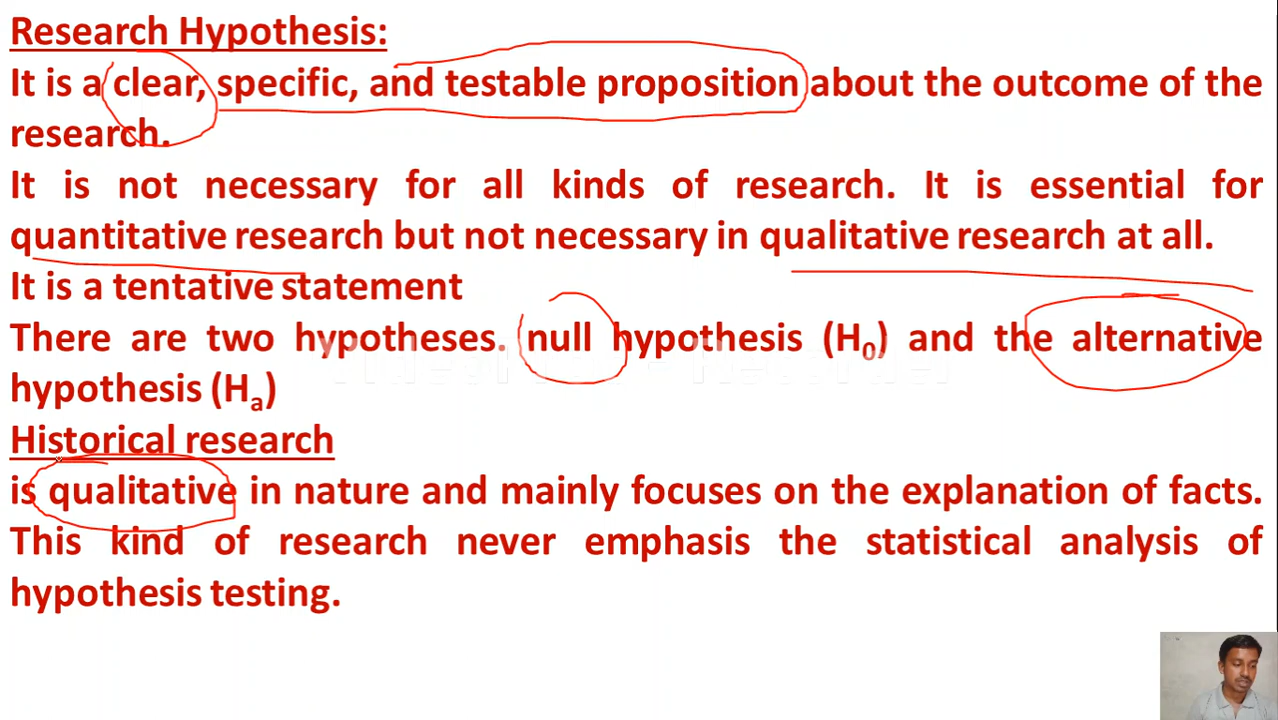 Research Hypothesis:
It is a clear, specific, and testable proposition about the outcome of the
research.
It is not necessary for all kinds of research. It is essential for
quantitative research but not necessary in qualitative research at all.
It is a tentative statement
There are two hypotheses. null hypothesis (H₀) and the alternative
hypothesis (Hₐ)
Historical research
is qualitative in nature and mainly focuses on the explanation of facts.
This kind of research never emphasis the statistical analysis of
hypothesis testing.